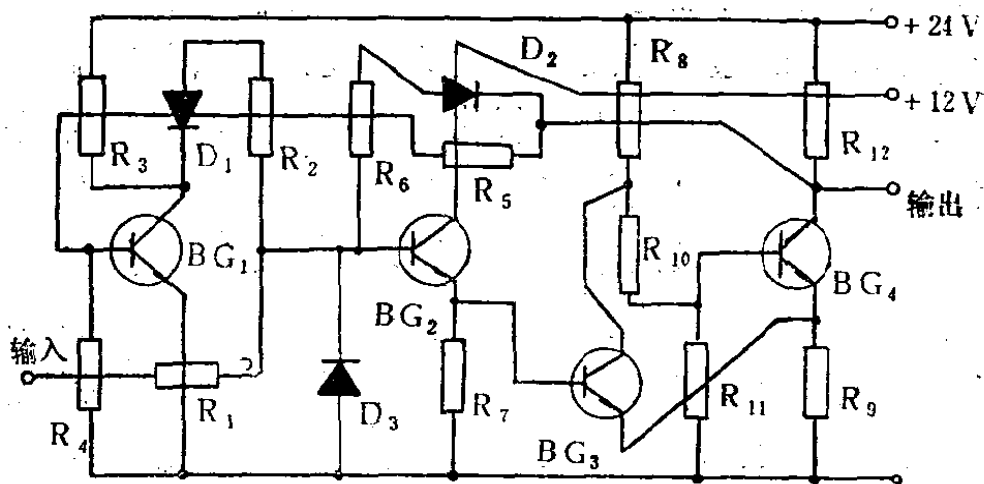 +24V
D₂
R₈
+12V
R₃
D₁
R₂
R₆
R₅
R₁₂
输出
BG₁
R₁₀
BG₄
BG₂
输入
R₄
R₁
D₃
R₇
BG₃
R₁₁
R₉